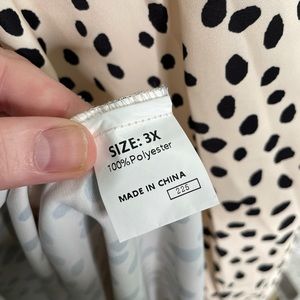 SIZE: 3X
100%Polyester
MADE IN CHINA
225